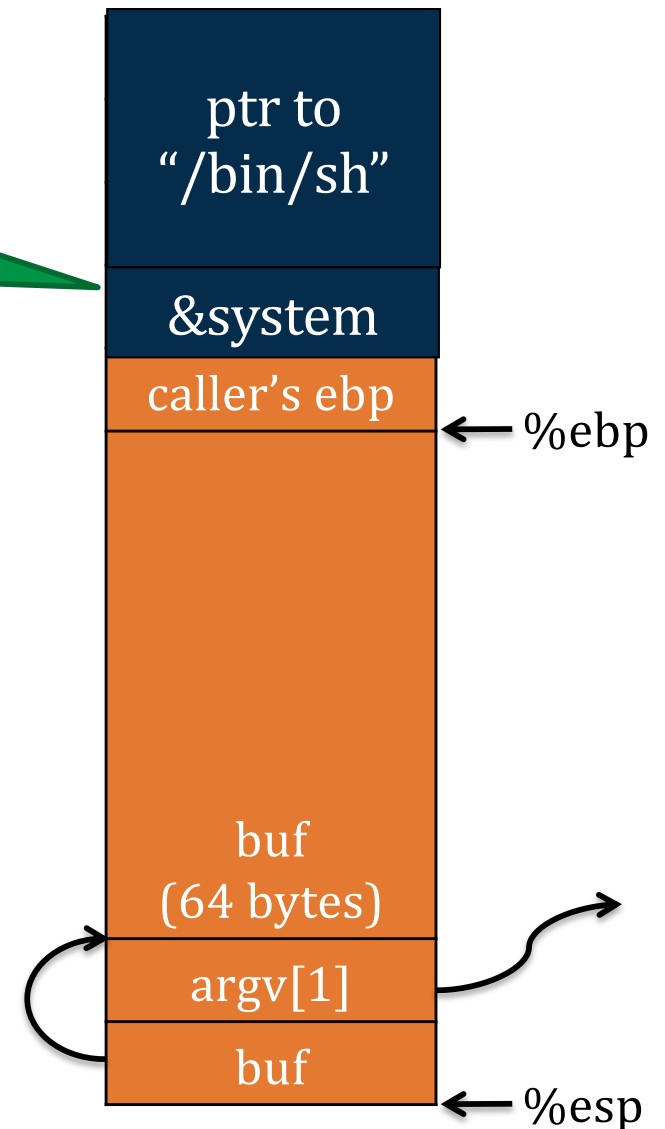 ptr to
“/bin/sh”
&system
caller’s ebp
%ebp
buf
(64 bytes)
argv[1]
buf
%esp